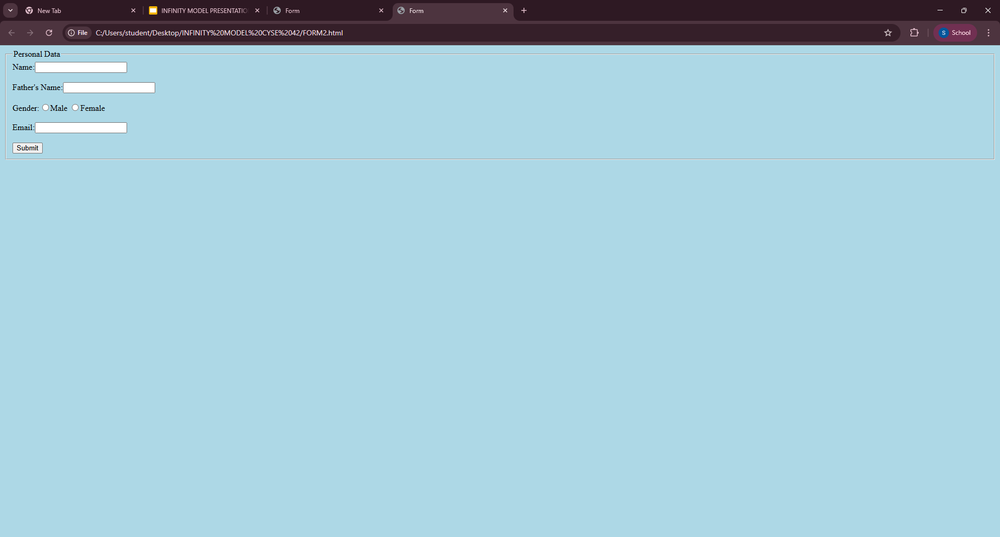 New Tab
INFINITY MODEL PRESENTATIO
Form
Form
File
C:/Users/student/Desktop/INFINITY%20MODEL%20CYSE%2042/FORM2.html
S
School
Personal Data
Name:
Father's Name:
Gender: Male Female
Email:
Submit